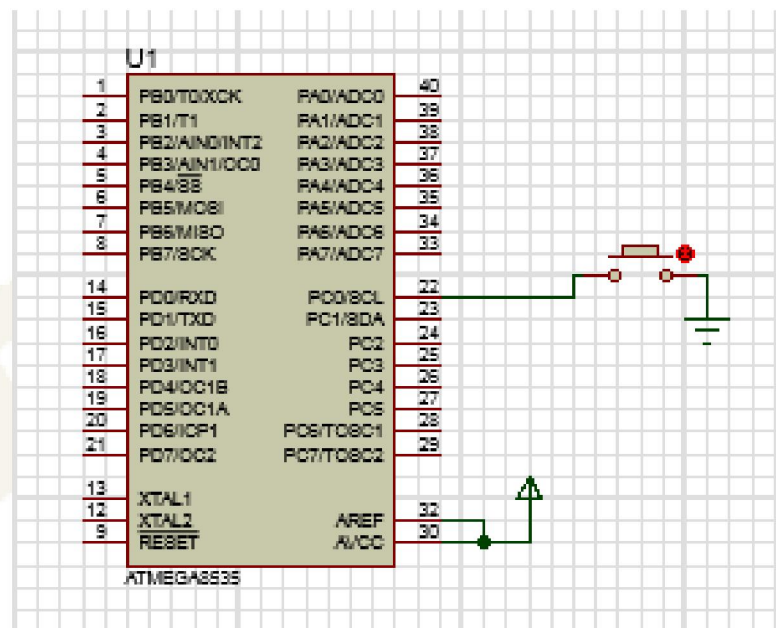 U1
1 PB0/T0/XCK PA0/ADC0 40
2 PB1/T1 PA1/ADC1 39
3 PB2/AIN0/INT2 PA2/ADC2 38
4 PB3/AIN1/OC0 PA3/ADC3 37
5 PB4/SS PA4/ADC4 36
6 PB5/MOSI PA5/ADC5 35
7 PB6/MISO PA6/ADC6 34
8 PB7/SCK PA7/ADC7 33
14 PD0/RXD PC0/SCL 22
15 PD1/TXD PC1/SDA 23
16 PD2/INT0 PC2 24
17 PD3/INT1 PC3 25
18 PD4/OC1B PC4 26
19 PD5/OC1A PC5 27
20 PD6/ICP1 PC6/TOSC1 28
21 PD7/OC2 PC7/TOSC2 29
13 XTAL1
12 XTAL2 AREF 32
9 RESET AVCC 30
ATMEGA8535